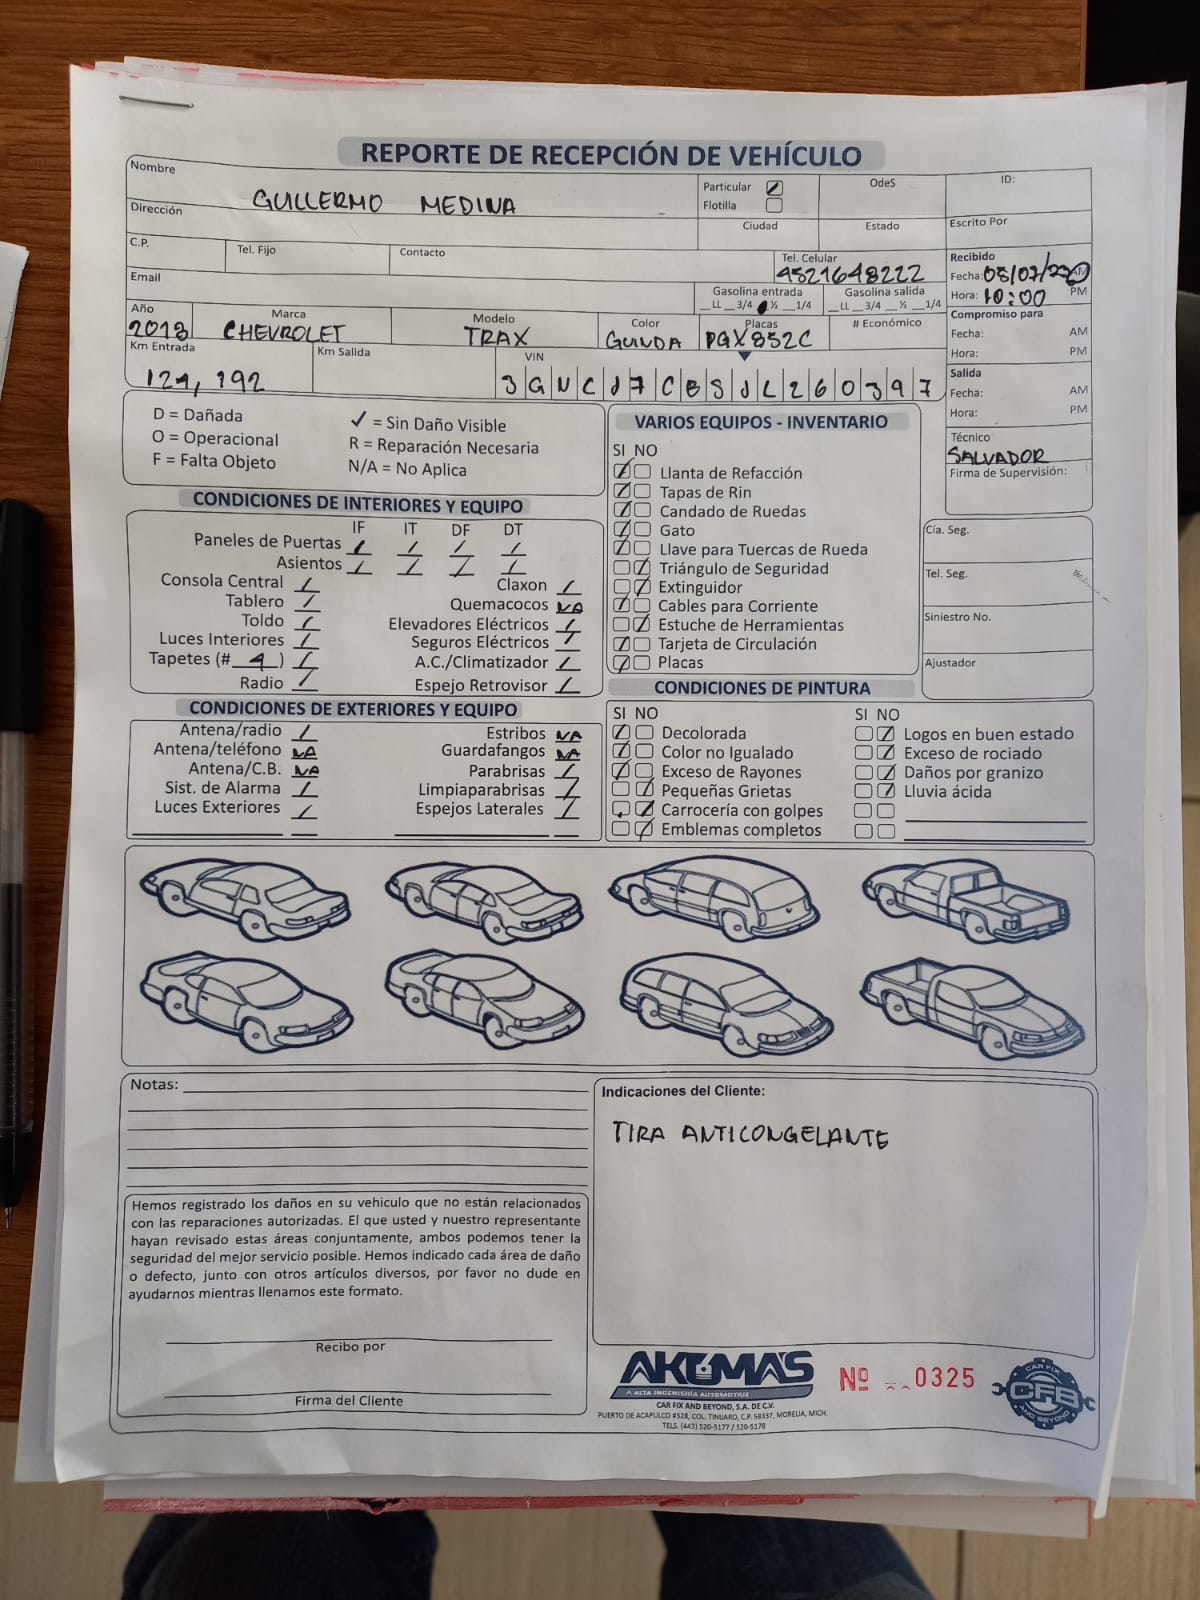 REPORTE DE RECEPCIÓN DE VEHÍCULO
Nombre
GUILLERMO MEDINA
Particular
Flotilla
OdeS
ID:
Dirección
Ciudad
Estado
Escrito Por
C.P.
Tel. Fijo
Contacto
Tel. Celular
4521648222
Recibido
Fecha: AM
Hora: 10:00 PM
Email
Gasolina entrada
__LL __3/4 __½ __1/4
Gasolina salida
__LL __3/4 __½ __1/4
Año
2018
Marca
CHEVROLET
Modelo
TRAX
Color
GUINDA
Placas
PGX852C
# Económico
Compromiso para
Fecha: AM
Hora: PM
Km Entrada
Km Salida
VIN
3GNCJ7CBSJL260397
Salida
Fecha: AM
Hora: PM
Técnico
SALVADOR
Firma de Supervisión:
D = Dañada
O = Operacional
F = Falta Objeto
✓ = Sin Daño Visible
R = Reparación Necesaria
N/A = No Aplica
CONDICIONES DE INTERIORES Y EQUIPO
IF IT DF DT
Paneles de Puertas
Asientos
Consola Central
Tablero
Toldo
Luces Interiores
Tapetes (# 4 )
Radio
Claxon
Quemacocos NA
Elevadores Eléctricos
Seguros Eléctricos
A.C./Climatizador
Espejo Retrovisor
CONDICIONES DE EXTERIORES Y EQUIPO
Antena/radio
Antena/teléfono NA
Antena/C.B. NA
Sist. de Alarma
Luces Exteriores
Estribos NA
Guardafangos NA
Parabrisas
Limpiaparabrisas
Espejos Laterales
VARIOS EQUIPOS - INVENTARIO
SI NO
Llanta de Refacción
Tapas de Rin
Candado de Ruedas
Gato
Llave para Tuercas de Rueda
Triángulo de Seguridad
Extinguidor
Cables para Corriente
Estuche de Herramientas
Tarjeta de Circulación
Placas
Cía. Seg.
Tel. Seg.
Siniestro No.
Ajustador
CONDICIONES DE PINTURA
SI NO
Decolorada
Color no Igualado
Exceso de Rayones
Pequeñas Grietas
Carrocería con golpes
Emblemas completos
SI NO
Logos en buen estado
Exceso de rociado
Daños por granizo
Lluvia ácida
Notas:
Indicaciones del Cliente:
TIRA ANTICONGELANTE
Hemos registrado los daños en su vehiculo que no están relacionados
con las reparaciones autorizadas. El que usted y nuestro representante
hayan revisado estas áreas conjuntamente, ambos podemos tener la
seguridad del mejor servicio posible. Hemos indicado cada área de daño
o defecto, junto con otros artículos diversos, por favor no dude en
ayudarnos mientras llenamos este formato.
Recibo por
Firma del Cliente
AKUMAS
ALTA INGENIERÍA AUTOMOTRIZ
CAR FIX AND BEYOND, S.A. DE C.V.
PUERTO DE ACAPULCO #528, COL. TINIJARO, C.P. 58337, MORELIA, MICH.
TELS. (443) 520-5177 / 520-5178
Nº 0325
CAR FIX
CFB
AND BEYOND